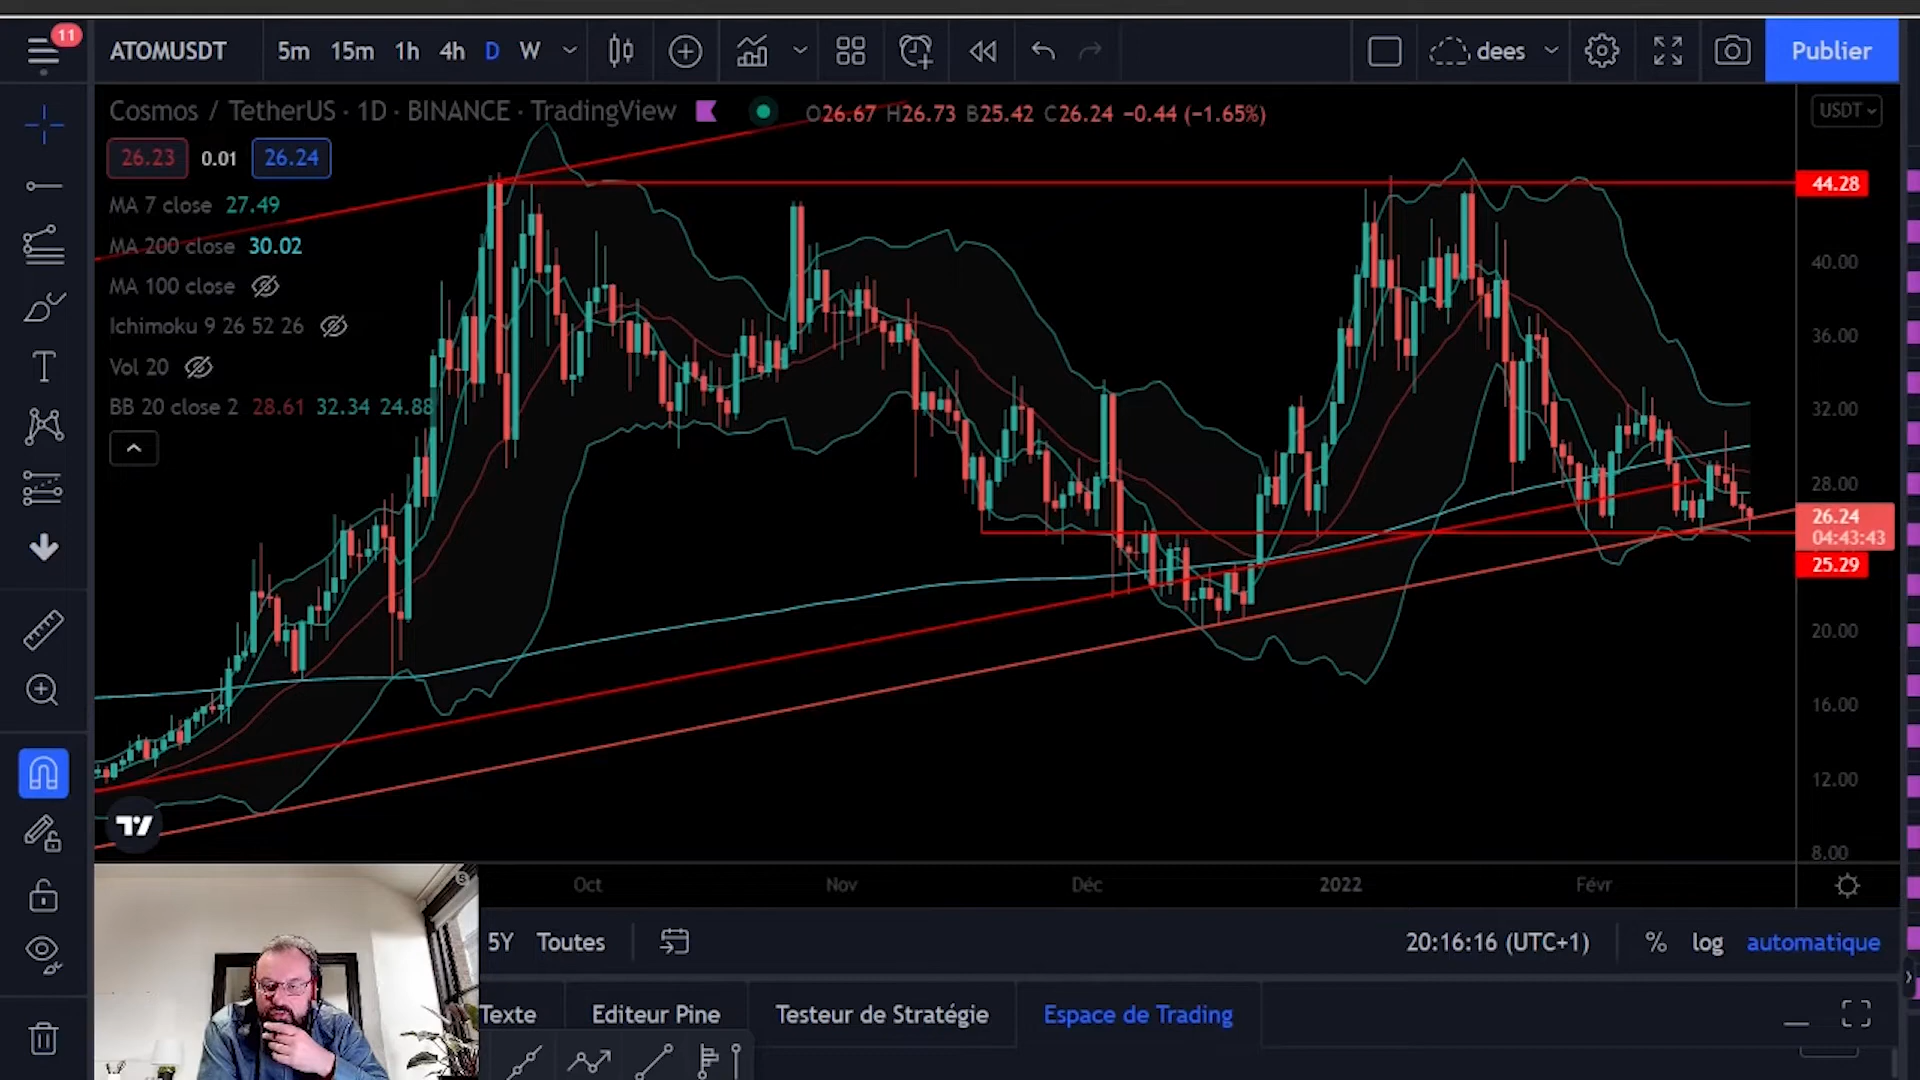 11
ATOMUSDT 5m 15m 1h 4h D W dees Publier
Cosmos / TetherUS · 1D · BINANCE · TradingView O26.67 H26.73 B25.42 C26.24 −0.44 (−1.65%) USDT
26.23 0.01 26.24
MA 7 close 27.49
MA 200 close 30.02
MA 100 close
Ichimoku 9 26 52 26
Vol 20
BB 20 close 2 28.61 32.34 24.88
44.28
40.00
36.00
32.00
28.00
26.24
04:43:43
25.29
20.00
16.00
12.00
8.00
Oct Nov Déc 2022 Févr
5Y Toutes 20:16:16 (UTC+1) % log automatique
Texte Editeur Pine Testeur de Stratégie Espace de Trading